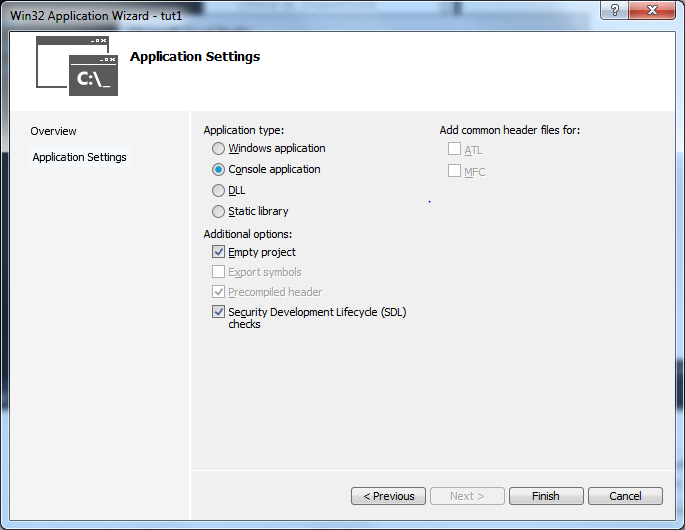 Win32 Application Wizard - tut1
?
C:\_
Application Settings
Overview
Application Settings
Application type:
Windows application
Console application
DLL
Static library
Add common header files for:
ATL
MFC
Additional options:
Empty project
Export symbols
Precompiled header
Security Development Lifecycle (SDL)
checks
< Previous
Next >
Finish
Cancel